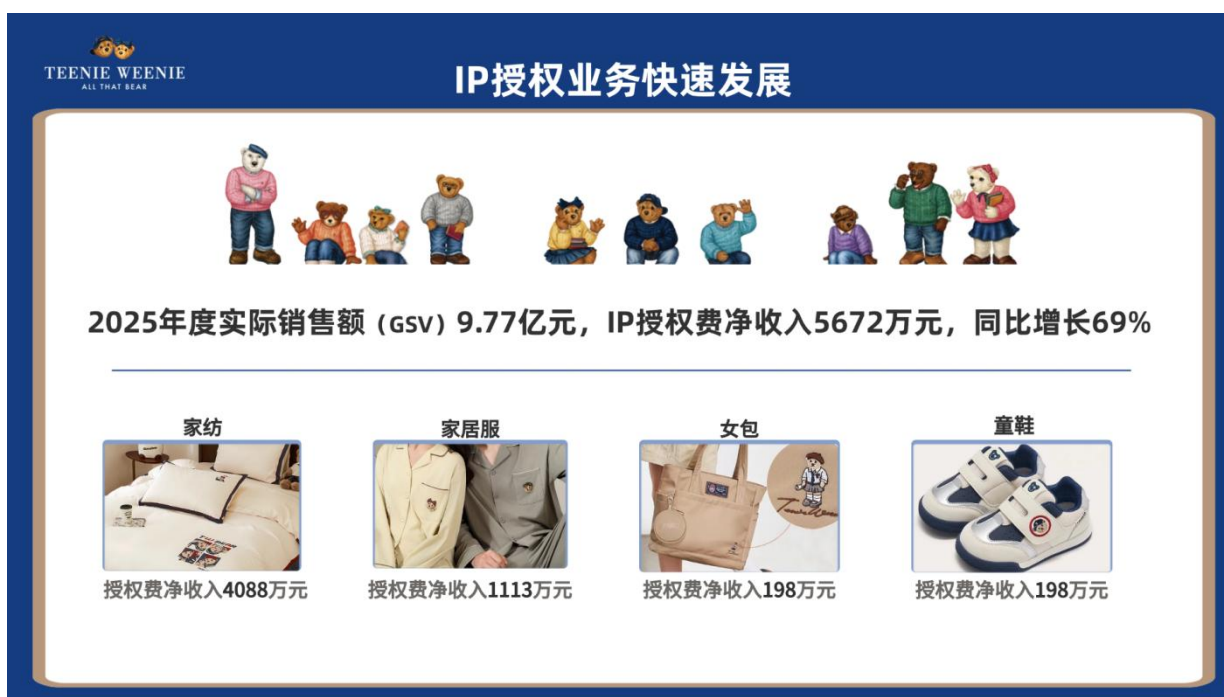 TEENIE WEENIE
ALL THAT BEAR
IP授权业务快速发展
2025年度实际销售额（GSV）9.77亿元，IP授权费净收入5672万元，同比增长69%
家纺
家居服
女包
童鞋
授权费净收入4088万元
授权费净收入1113万元
授权费净收入198万元
授权费净收入198万元